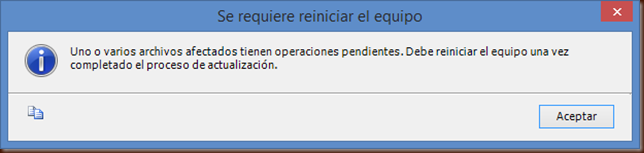 Se requiere reiniciar el equipo
Uno o varios archivos afectados tienen operaciones pendientes. Debe reiniciar el equipo una vez
completado el proceso de actualización.
Aceptar